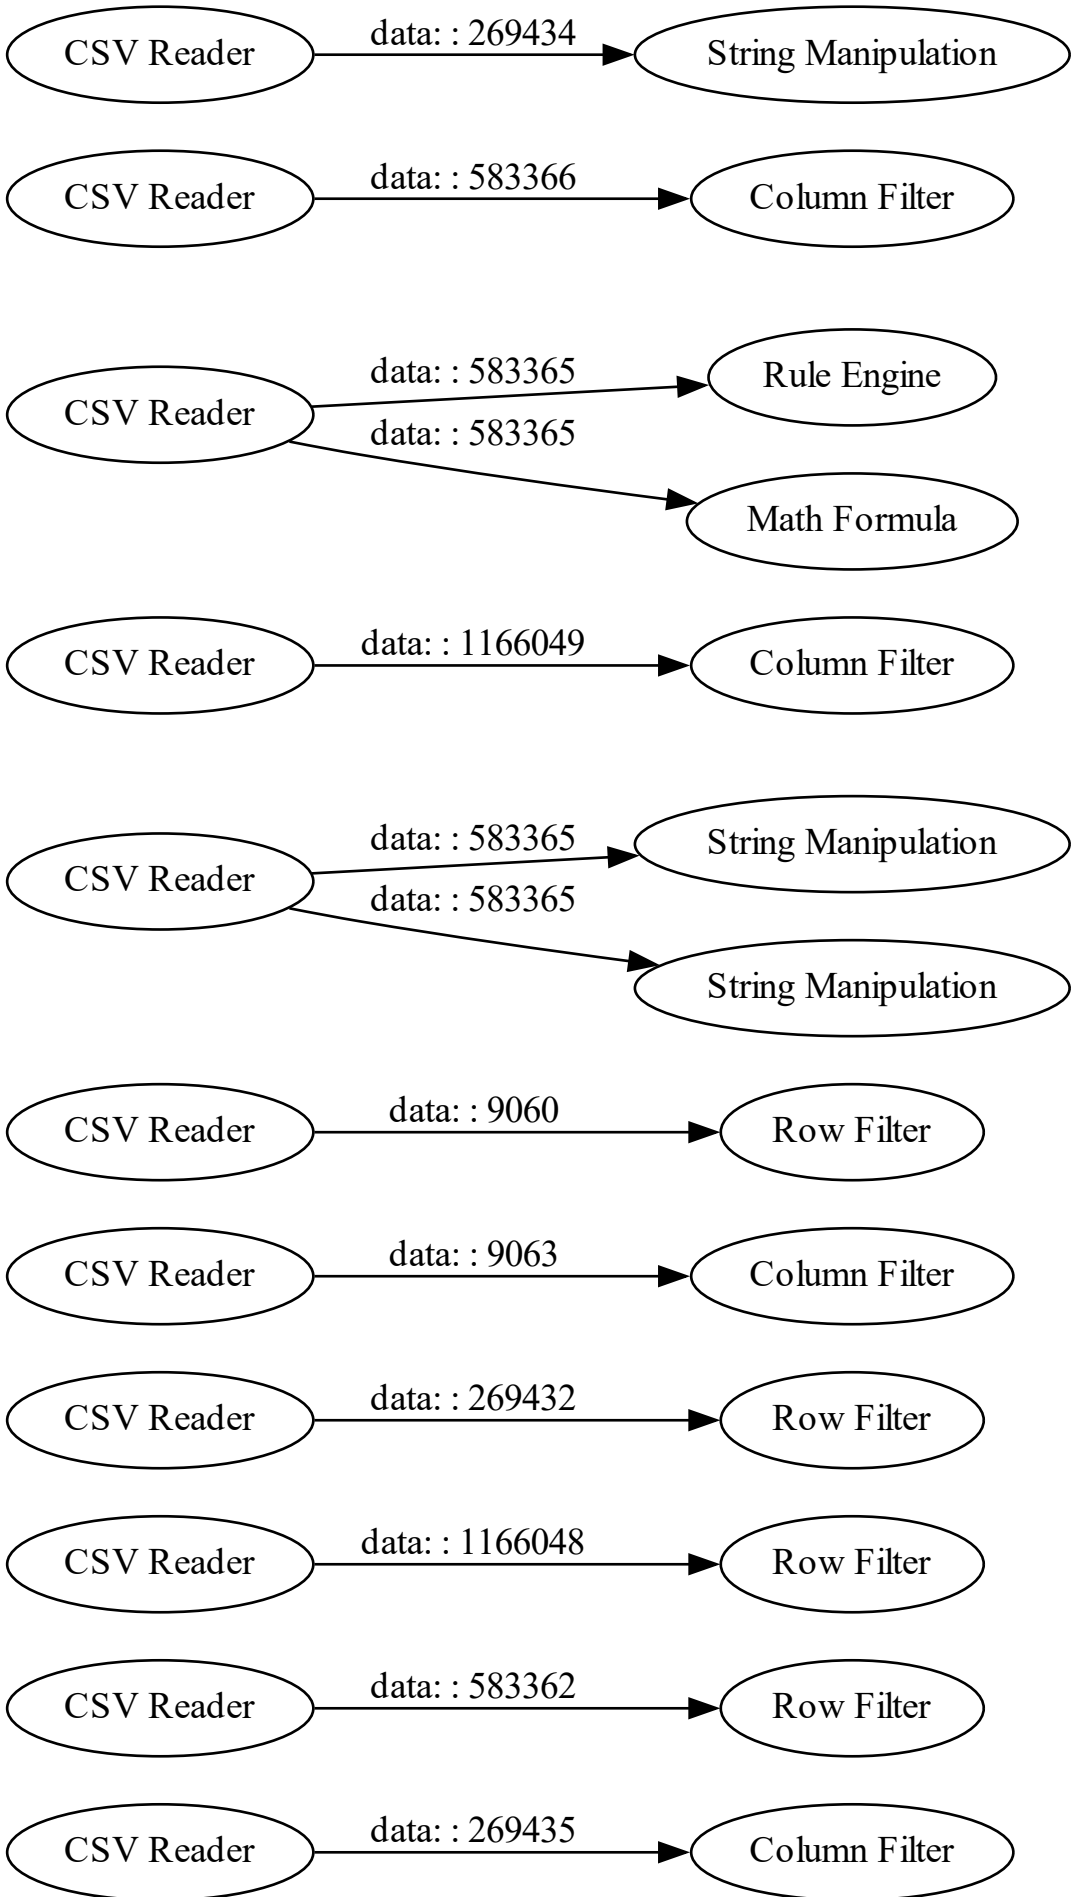 CSV Reader data: : 269434 String Manipulation
CSV Reader data: : 583366 Column Filter
data: : 583365 Rule Engine
CSV Reader
data: : 583365
Math Formula
CSV Reader data: : 1166049 Column Filter
data: : 583365 String Manipulation
CSV Reader
data: : 583365
String Manipulation
CSV Reader data: : 9060 Row Filter
CSV Reader data: : 9063 Column Filter
CSV Reader data: : 269432 Row Filter
CSV Reader data: : 1166048 Row Filter
CSV Reader data: : 583362 Row Filter
CSV Reader data: : 269435 Column Filter